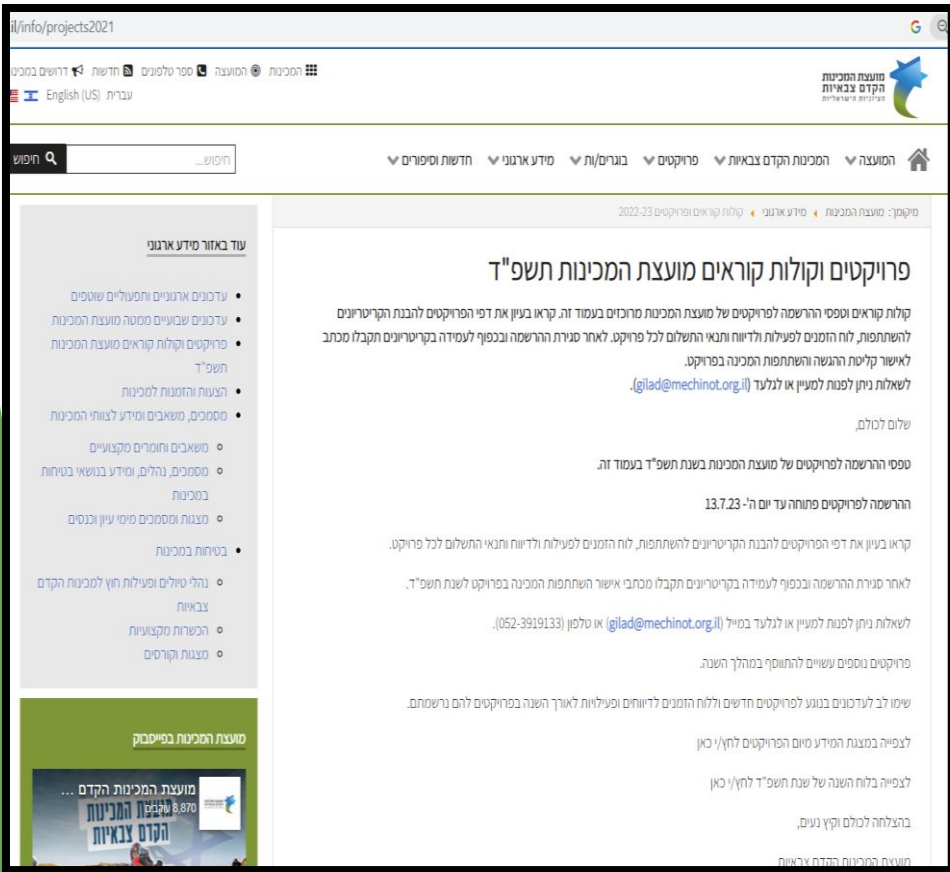 il/info/projects2021
המכינות המועצה ספר טלפונים חדשות דרושים במכינו
עברית English (US)
מועצת המכינות
הקדם צבאיות
הציוניות הישראליות
המועצה המכינות הקדם צבאיות פרויקטים בוגרים/ות מידע ארגוני חדשות וסיפורים
חיפוש...
חיפוש
מיקומך: מועצת המכינות מידע ארגוני קולות קוראים ופרויקטים 2022-23
פרויקטים וקולות קוראים מועצת המכינות תשפ"ד
קולות קוראים וטפסי ההרשמה לפרויקטים של מועצת המכינות מרוכזים בעמוד זה. קראו בעיון את דפי הפרויקטים להבנת הקריטריונים
להשתתפות, לוח הזמנים לפעילות ולדיווח ותנאי התשלום לכל פרויקט. לאחר סגירת ההרשמה ובכפוף לעמידה בקריטריונים תקבלו מכתב
לאישור קליטת ההגשה והשתתפות המכינה בפרויקט.
לשאלות ניתן לפנות למעיין או לגלעד (gilad@mechinot.org.il).
שלום לכולם,
טפסי ההרשמה לפרויקטים של מועצת המכינות בשנת תשפ"ד בעמוד זה.
ההרשמה לפרויקטים פתוחה עד יום ה'- 13.7.23
קראו בעיון את דפי הפרויקטים להבנת הקריטריונים להשתתפות, לוח הזמנים לפעילות ולדיווח ותנאי התשלום לכל פרויקט.
לאחר סגירת ההרשמה ובכפוף לעמידה בקריטריונים תקבלו מכתבי אישור השתתפות המכינה בפרויקט לשנת תשפ"ד.
לשאלות ניתן לפנות למעיין או לגלעד במייל (gilad@mechinot.org.il) או טלפון (052-3919133).
פרויקטים נוספים עשויים להתווסף במהלך השנה.
שימו לב לעדכונים בנוגע לפרויקטים חדשים וללוח הזמנים לדיווחים ופעילויות לאורך השנה בפרויקטים להם נרשמתם.
לצפייה במצגת המידע מיום הפרויקטים לחץ/י כאן
לצפייה בלוח השנה של שנת תשפ"ד לחץ/י כאן
בהצלחה לכולם וקיץ נעים,
מועצת המכינות הקדם צבאיות
עוד באזור מידע ארגוני
עדכונים ארגוניים ותפעוליים שוטפים
עדכונים שבועיים ממטה מועצת המכינות
פרויקטים וקולות קוראים מועצת המכינות
תשפ"ד
הצעות והזמנות למכינות
מסמכים, משאבים ומידע לצוותי המכינות
משאבים וחומרים מקצועיים
מסמכים, נהלים, ומידע בנושאי בטיחות
במכינות
מצגות ומסמכים מימי עיון וכנסים
בטיחות במכינות
נהלי טיולים ופעילות חוץ למכינות הקדם
צבאיות
הכשרות מקצועיות
מצגות וקורסים
מועצת המכינות בפייסבוק
מועצת המכינות הקדם ...
8,870 עוקבים
מועצת המכינות
הקדם צבאיות